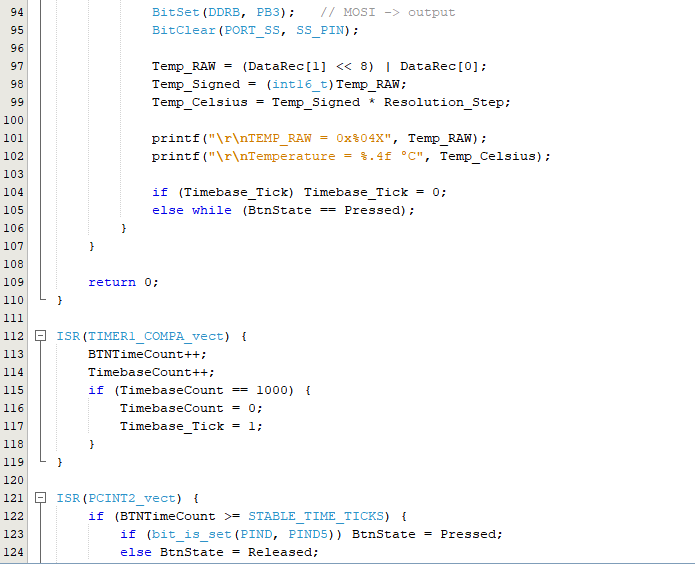 94 BitSet(DDRB, PB3);   // MOSI -> output
95 BitClear(PORT_SS, SS_PIN);
96
97 Temp_RAW = (DataRec[1] << 8) | DataRec[0];
98 Temp_Signed = (int16_t)Temp_RAW;
99 Temp_Celsius = Temp_Signed * Resolution_Step;
100
101 printf("\r\nTEMP_RAW = 0x%04X", Temp_RAW);
102 printf("\r\nTemperature = %.4f °C", Temp_Celsius);
103
104 if (Timebase_Tick) Timebase_Tick = 0;
105 else while (BtnState == Pressed);
106 }
107 }
108
109 return 0;
110 }
111
112 ISR(TIMER1_COMPA_vect) {
113 BTNTimeCount++;
114 TimebaseCount++;
115 if (TimebaseCount == 1000) {
116 TimebaseCount = 0;
117 Timebase_Tick = 1;
118 }
119 }
120
121 ISR(PCINT2_vect) {
122 if (BTNTimeCount >= STABLE_TIME_TICKS) {
123 if (bit_is_set(PIND, PIND5)) BtnState = Pressed;
124 else BtnState = Released;